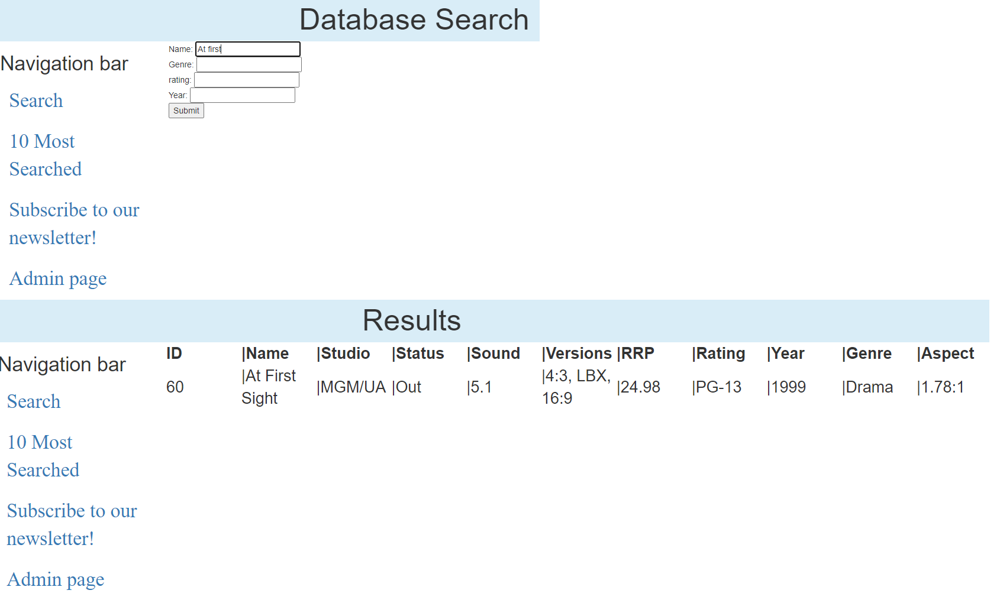 Database Search
Navigation bar
Search
10 Most
Searched
Subscribe to our
newsletter!
Admin page
Name: At first
Genre:
rating:
Year:
Submit
Results
Navigation bar
Search
10 Most
Searched
Subscribe to our
newsletter!
Admin page
ID |Name |Studio |Status |Sound |Versions |RRP |Rating |Year |Genre |Aspect
60 |At First Sight |MGM/UA |Out |5.1 |4:3, LBX, 16:9 |24.98 |PG-13 |1999 |Drama |1.78:1